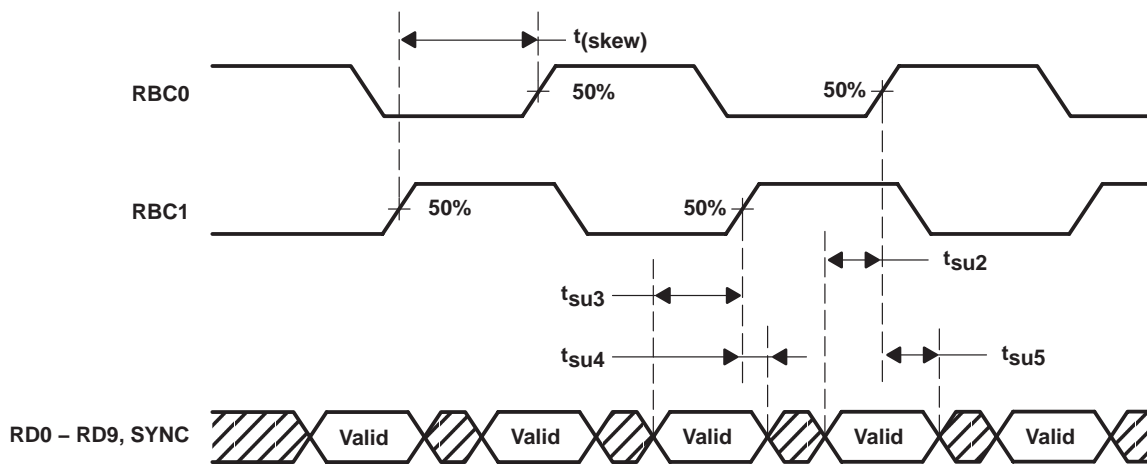 t(skew)
RBC0
50%
50%
RBC1
50%
50%
tsu2
tsu3
tsu4
tsu5
RD0 – RD9, SYNC
Valid
Valid
Valid
Valid
Valid